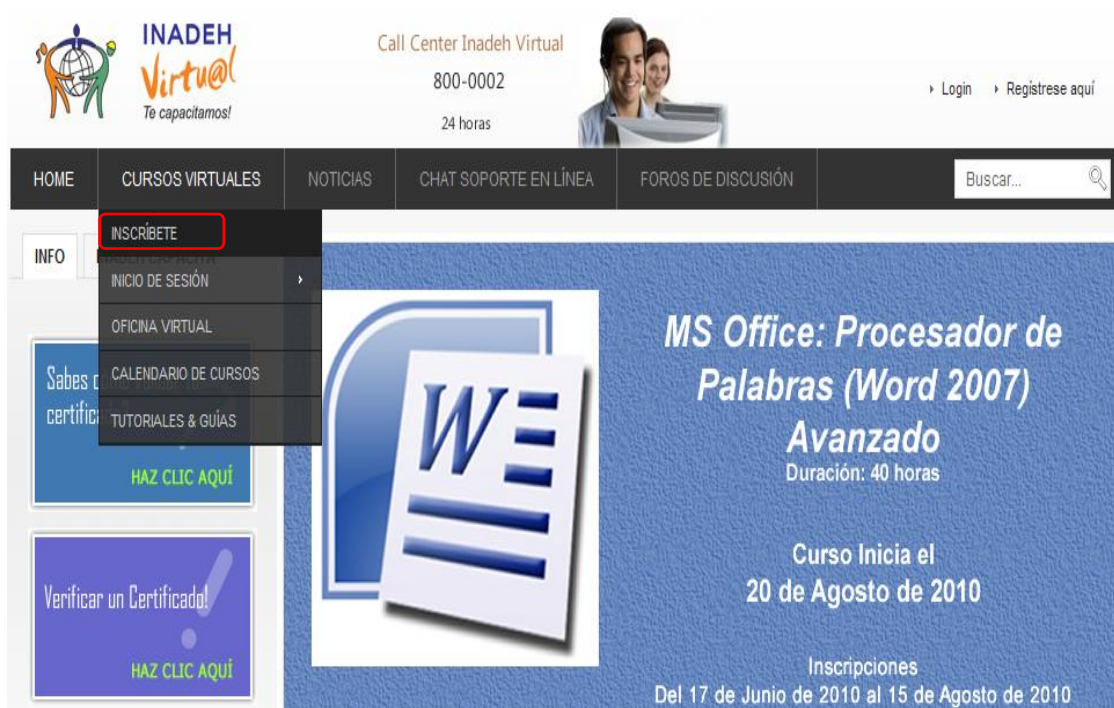 INADEH
Virtu@l
Te capacitamos!
Call Center Inadeh Virtual
800-0002
24 horas
Login
Regístrese aquí
HOME
CURSOS VIRTUALES
NOTICIAS
CHAT SOPORTE EN LÍNEA
FOROS DE DISCUSIÓN
Buscar...
INSCRÍBETE
INICIO DE SESIÓN
OFICINA VIRTUAL
CALENDARIO DE CURSOS
TUTORIALES & GUÍAS
INFO
Sabes
HAZ CLIC AQUÍ
Verificar un Certificado!
HAZ CLIC AQUÍ
W
MS Office: Procesador de
Palabras (Word 2007)
Avanzado
Duración: 40 horas
Curso Inicia el
20 de Agosto de 2010
Inscripciones
Del 17 de Junio de 2010 al 15 de Agosto de 2010